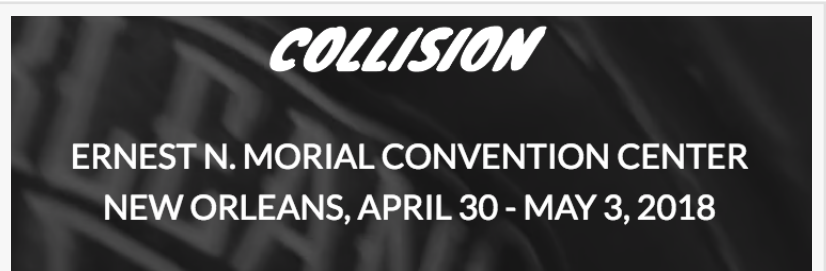 COLLISION
ERNEST N. MORIAL CONVENTION CENTER
NEW ORLEANS, APRIL 30 - MAY 3, 2018